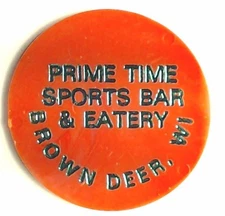 PRIME TIME
SPORTS BAR
& EATERY
BROWN DEER, WI